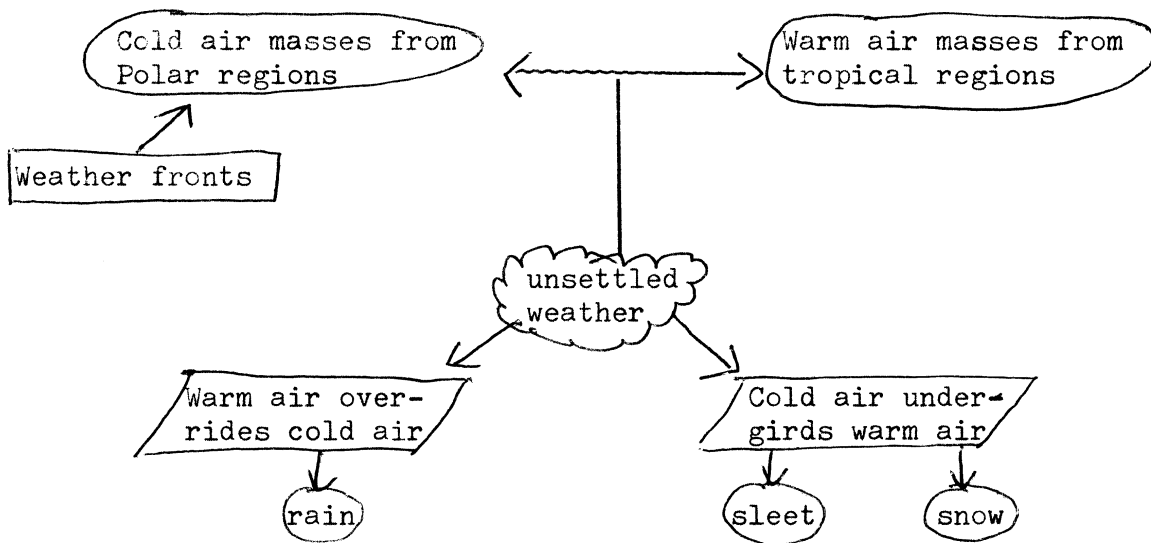 Cold air masses from
Polar regions
Warm air masses from
tropical regions
Weather fronts
unsettled
weather
Warm air over-
rides cold air
Cold air under-
girds warm air
rain
sleet
snow